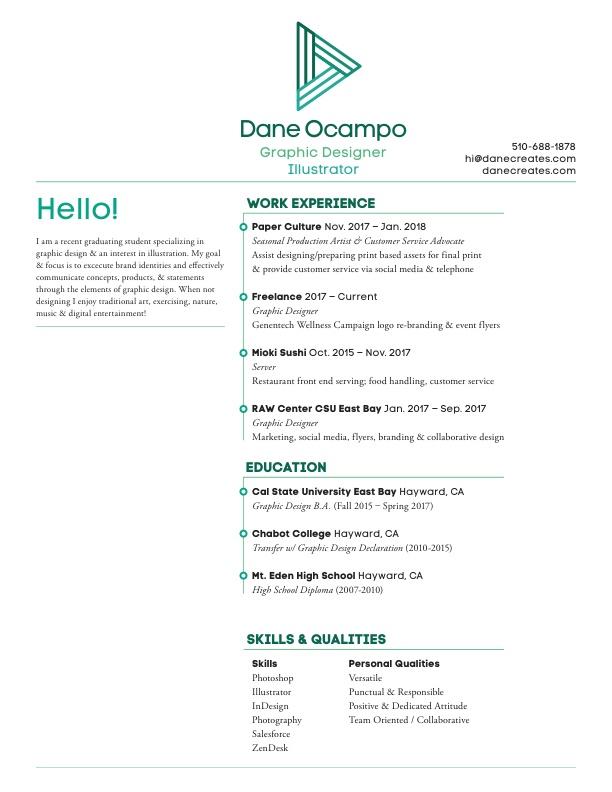 Dane Ocampo
Graphic Designer
Illustrator
510-688-1878
hi@danecreates.com
danecreates.com
Hello!
I am a recent graduating student specializing in
graphic design & an interest in illustration. My goal
& focus is to excecute brand identities and effectively
communicate concepts, products, & statements
through the elements of graphic design. When not
designing I enjoy traditional art, exercising, nature,
music & digital entertainment!
WORK EXPERIENCE
Paper Culture Nov. 2017 – Jan. 2018
Seasonal Production Artist & Customer Service Advocate
Assist designing/preparing print based assets for final print
& provide customer service via social media & telephone
Freelance 2017 – Current
Graphic Designer
Genentech Wellness Campaign logo re-branding & event flyers
Mioki Sushi Oct. 2015 – Nov. 2017
Server
Restaurant front end serving; food handling, customer service
RAW Center CSU East Bay Jan. 2017 – Sep. 2017
Graphic Designer
Marketing, social media, flyers, branding & collaborative design
EDUCATION
Cal State University East Bay Hayward, CA
Graphic Design B.A. (Fall 2015 – Spring 2017)
Chabot College Hayward, CA
Transfer w/ Graphic Design Declaration (2010-2015)
Mt. Eden High School Hayward, CA
High School Diploma (2007-2010)
SKILLS & QUALITIES
Skills
Photoshop
Illustrator
InDesign
Photography
Salesforce
ZenDesk
Personal Qualities
Versatile
Punctual & Responsible
Positive & Dedicated Attitude
Team Oriented / Collaborative